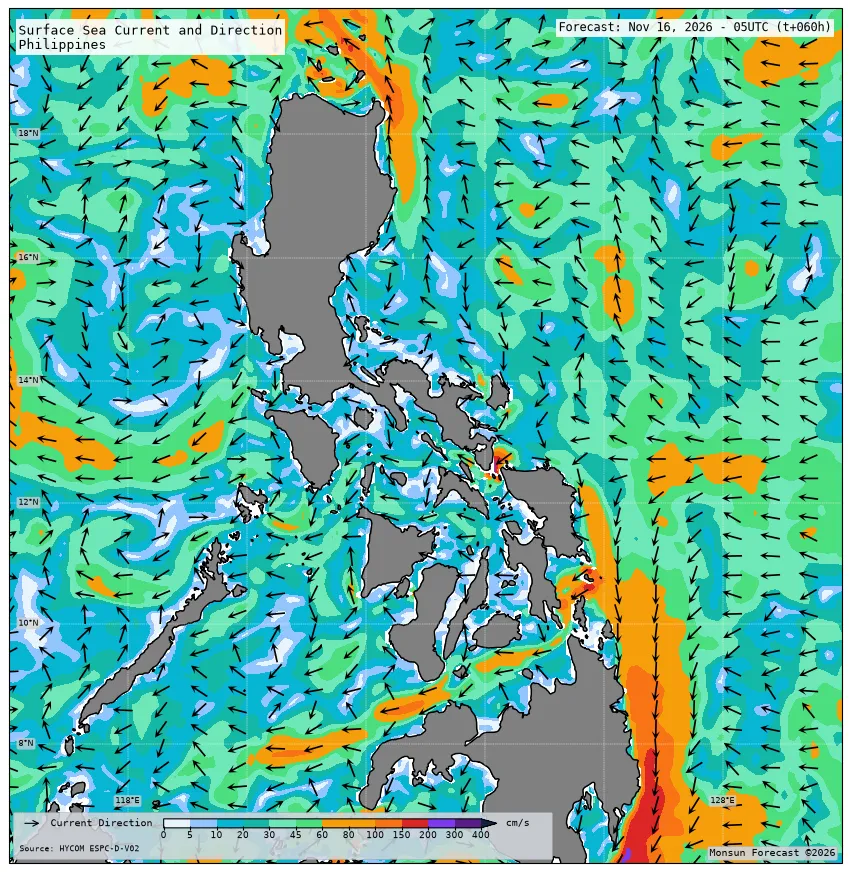 Surface Sea Current and Direction
Philippines
Forecast: Nov 16, 2026 - 05UTC (t+060h)
18°N
16°N
14°N
12°N
10°N
8°N
118°E
128°E
Current Direction
0 5 10 20 30 45 60 80 100 150 200 300 400
cm/s
Source: HYCOM ESPC-D-V02
Monsun Forecast ©2026